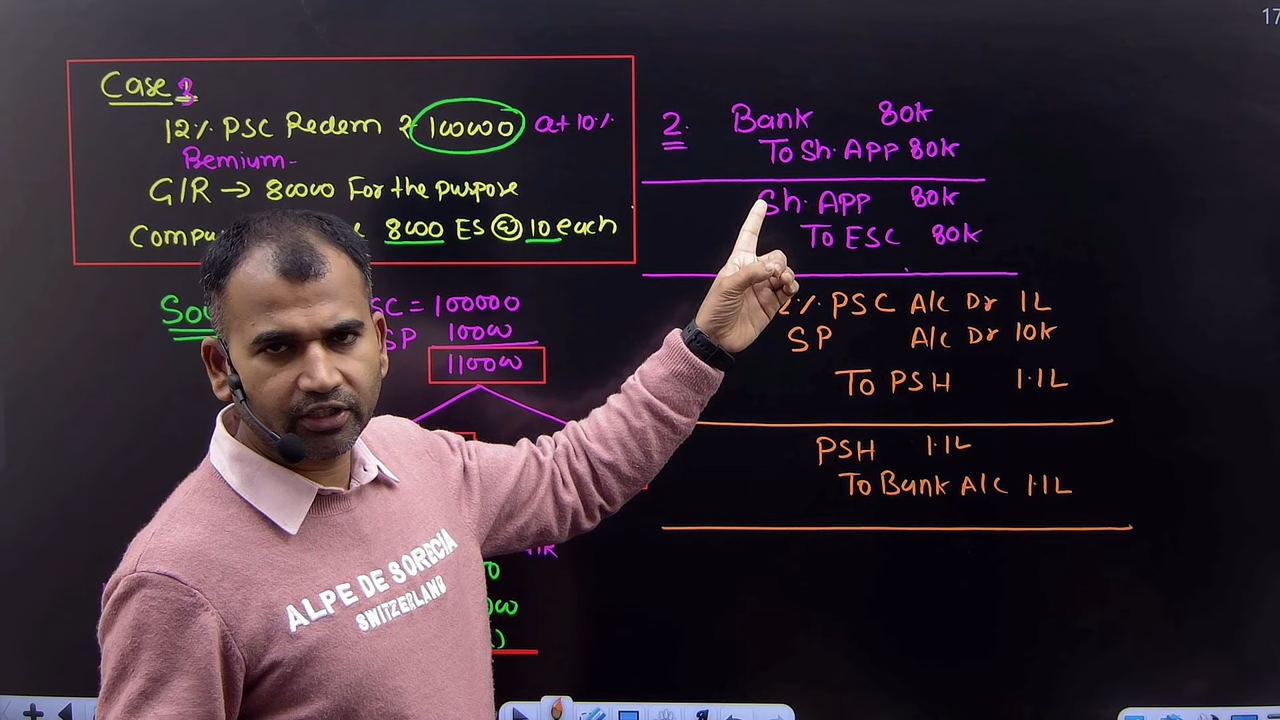 17
Case 3
12% PSC Redem ₹ 100000 at 10%
Premium -
G/R → 80000 For the purpose
8000 ES @ 10 each
SC = 100000
SP 10000
110000
2. Bank 80k
To Sh. APP 80k
Sh. APP 80k
To ESC 80k
PSC A/c Dr 1L
SP A/c Dr 10k
To PSH 1.1L
PSH 1.1L
To Bank A/c 1.1L
ALPE DE SORECIA
SWITZERLAND